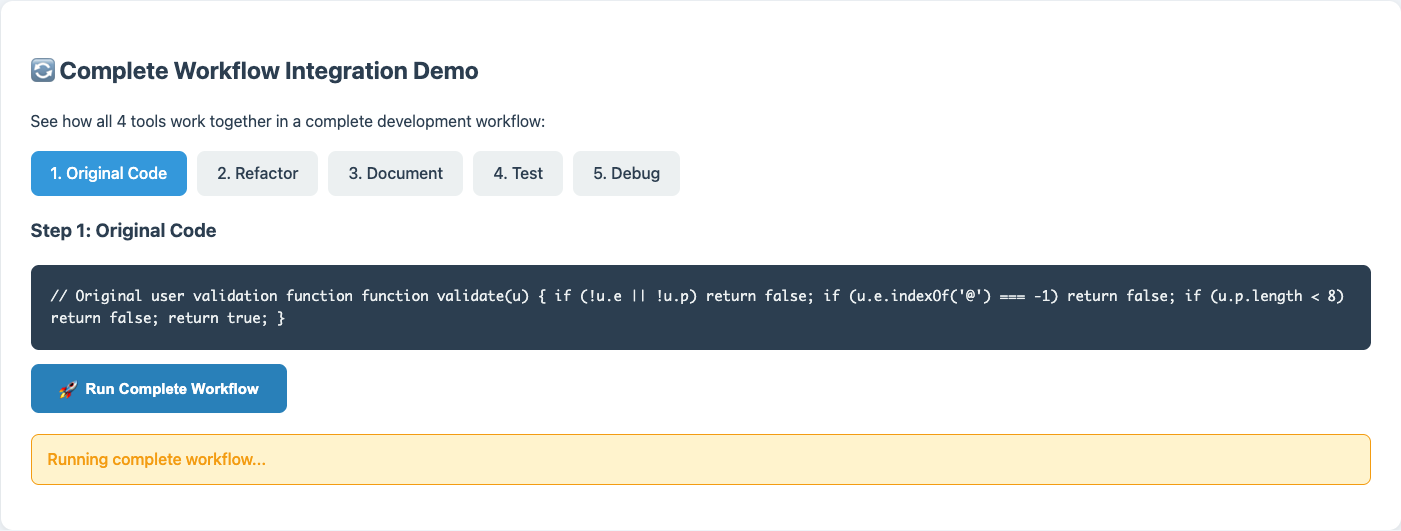 🔄 Complete Workflow Integration Demo
See how all 4 tools work together in a complete development workflow:
1. Original Code 2. Refactor 3. Document 4. Test 5. Debug
Step 1: Original Code
// Original user validation function function validate(u) { if (!u.e || !u.p) return false; if (u.e.indexOf('@') === -1) return false; if (u.p.length < 8)
return false; return true; }
🚀 Run Complete Workflow
Running complete workflow...